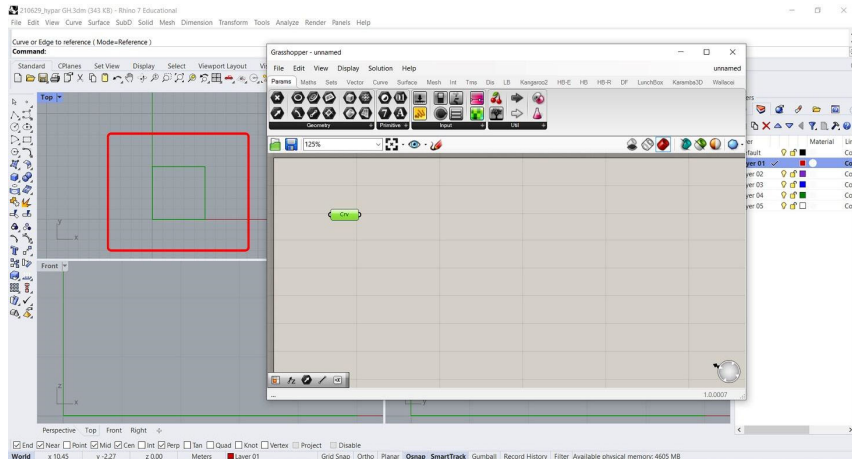 210629_hypar GH.3dm (343 KB) - Rhino 7 Educational
File Edit View Curve Surface SubD Solid Mesh Dimension Transform Tools Analyze Render Panels Help
Curve or Edge to reference ( Mode=Reference )
Command:
Standard CPlanes Set View Display Select Viewport Layout
Grasshopper - unnamed
File Edit View Display Solution Help unnamed
Params Maths Sets Vector Curve Surface Mesh Int Trns Dis LB Kangaroo2 HB-E HB HB-R DF LunchBox Karamba3D Wallacei
Geometry Primitive Input Util
125%
Top
Crv
y
x
Front
z
x
Material
Layer 01
02
03
04
05
1.0.0007
y
Perspective Top Front Right
End Near Point Mid Cen Int Perp Tan Quad Knot Vertex Project Disable
World x 10.45 y -2.27 z 0.00 Meters Layer 01 Grid Snap Ortho Planar Osnap SmartTrack Gumball Record History Filter Available physical memory: 4605 MB